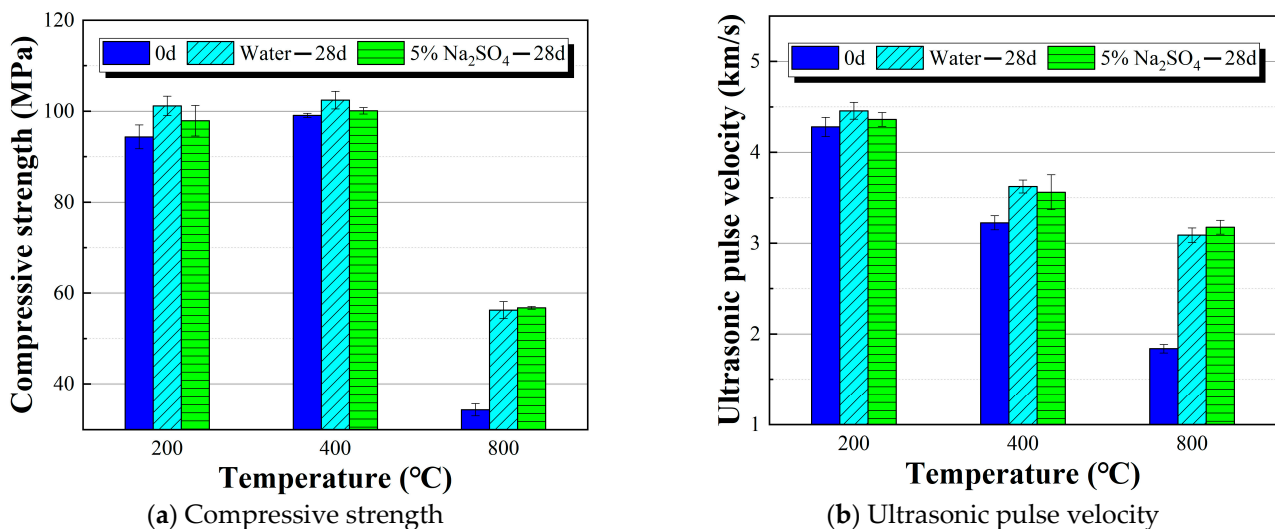 120
100
80
60
40
Compressive strength (MPa)
0d Water—28d 5% Na₂SO₄—28d
200 400 800
Temperature (°C)
(a) Compressive strength
5
4
3
2
1
Ultrasonic pulse velocity (km/s)
0d Water—28d 5% Na₂SO₄—28d
200 400 800
Temperature (°C)
(b) Ultrasonic pulse velocity